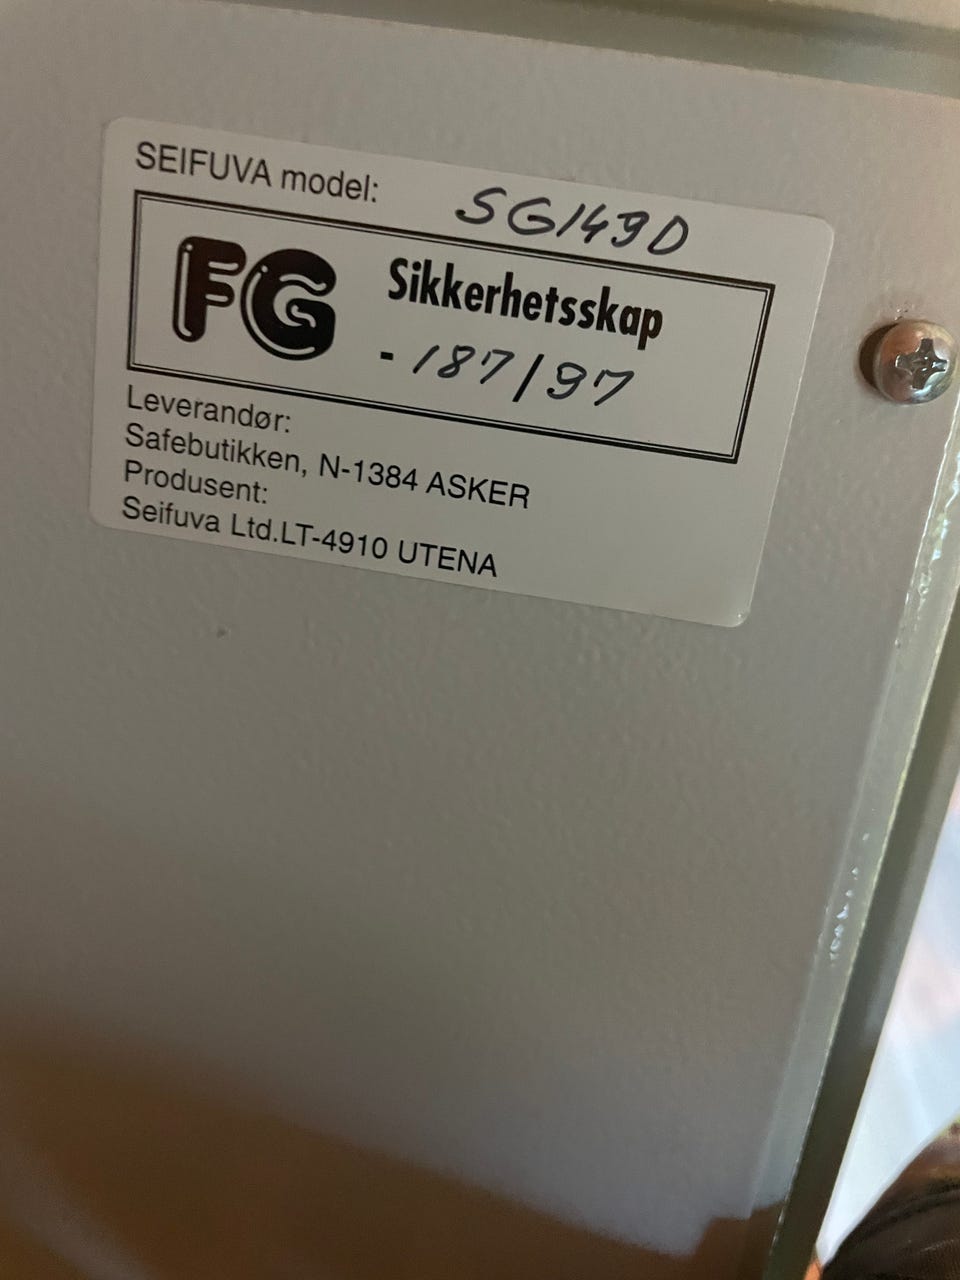 SEIFUVA model: SG149D
FG Sikkerhetsskap
- 187/97
Leverandør:
Safebutikken, N-1384 ASKER
Produsent:
Seifuva Ltd.LT-4910 UTENA